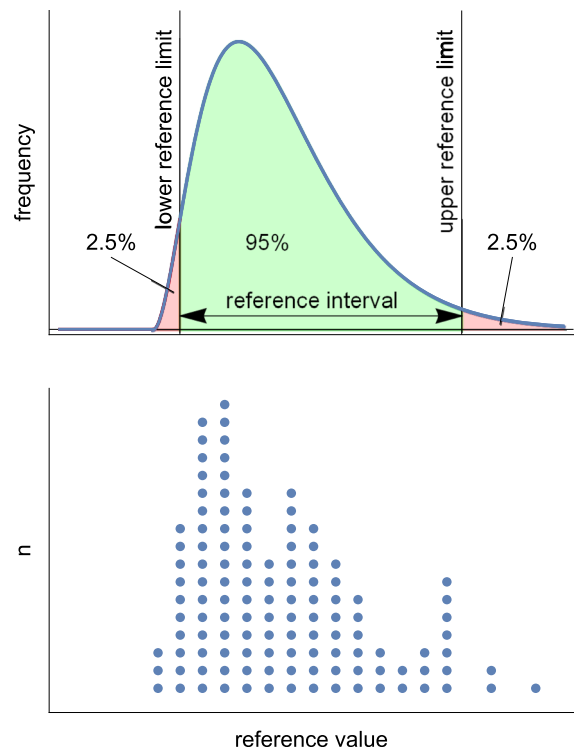 lower reference limit
upper reference limit
frequency
2.5%
95%
2.5%
reference interval
n
reference value